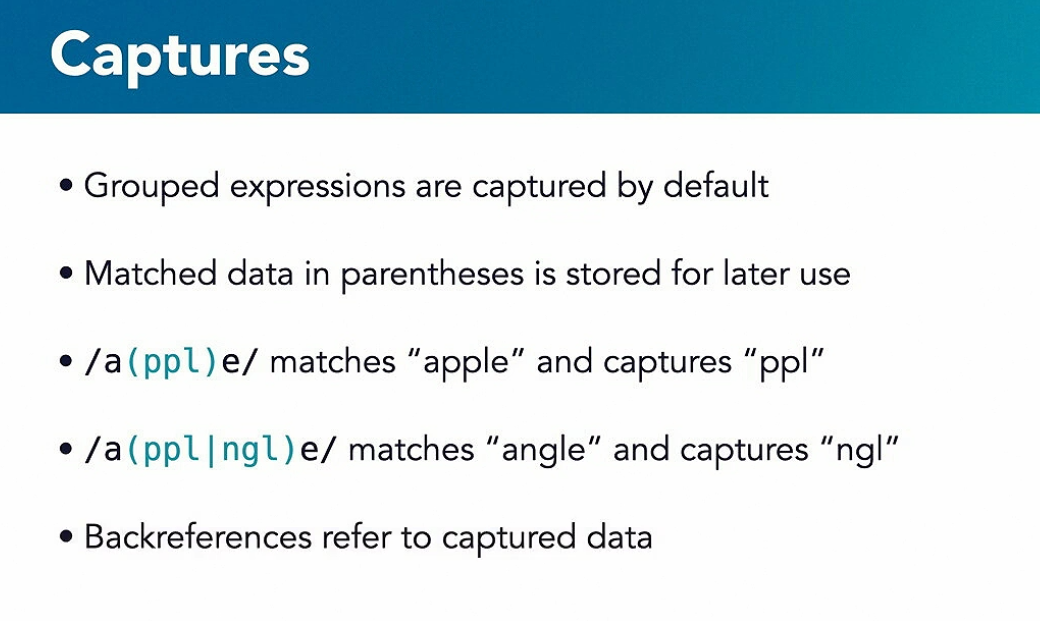 Captures
• Grouped expressions are captured by default
• Matched data in parentheses is stored for later use
• /a(ppl)e/ matches “apple” and captures “ppl”
• /a(ppl|ngl)e/ matches “angle” and captures “ngl”
• Backreferences refer to captured data